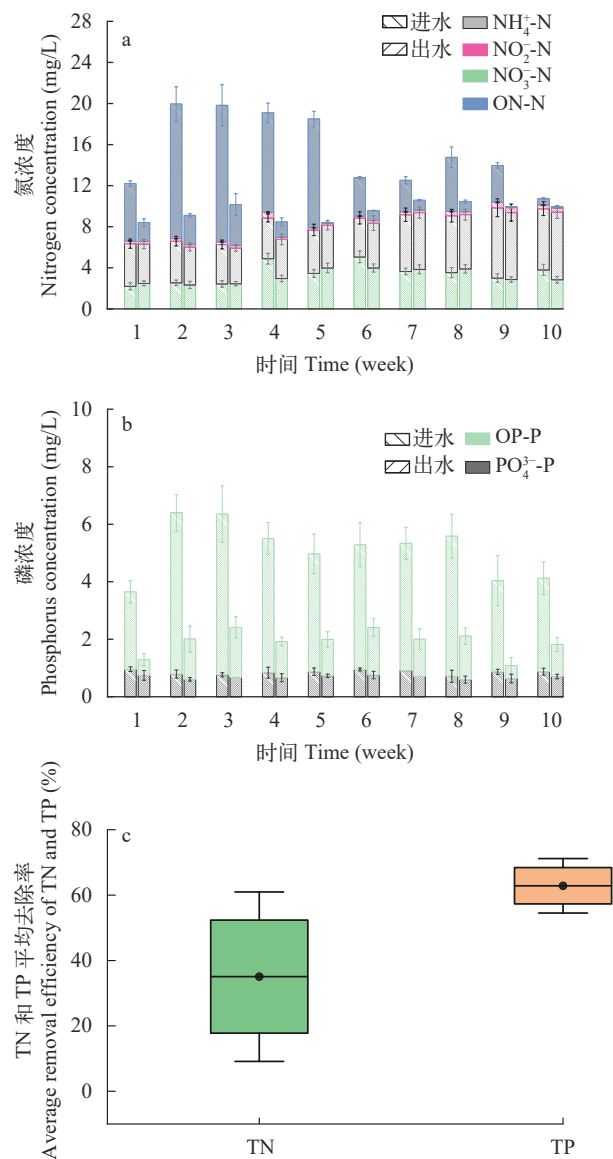 a
进水
出水
NH₄⁺-N
NO₂⁻-N
NO₃⁻-N
ON-N
28
24
20
16
12
8
4
0
氮浓度
Nitrogen concentration (mg/L)
1 2 3 4 5 6 7 8 9 10
时间 Time (week)
b
进水
出水
OP-P
PO₄³⁻-P
10
8
6
4
2
0
磷浓度
Phosphorus concentration (mg/L)
1 2 3 4 5 6 7 8 9 10
时间 Time (week)
c
80
60
40
20
0
TN 和 TP 平均去除率
Average removal efficiency of TN and TP (%)
TN TP